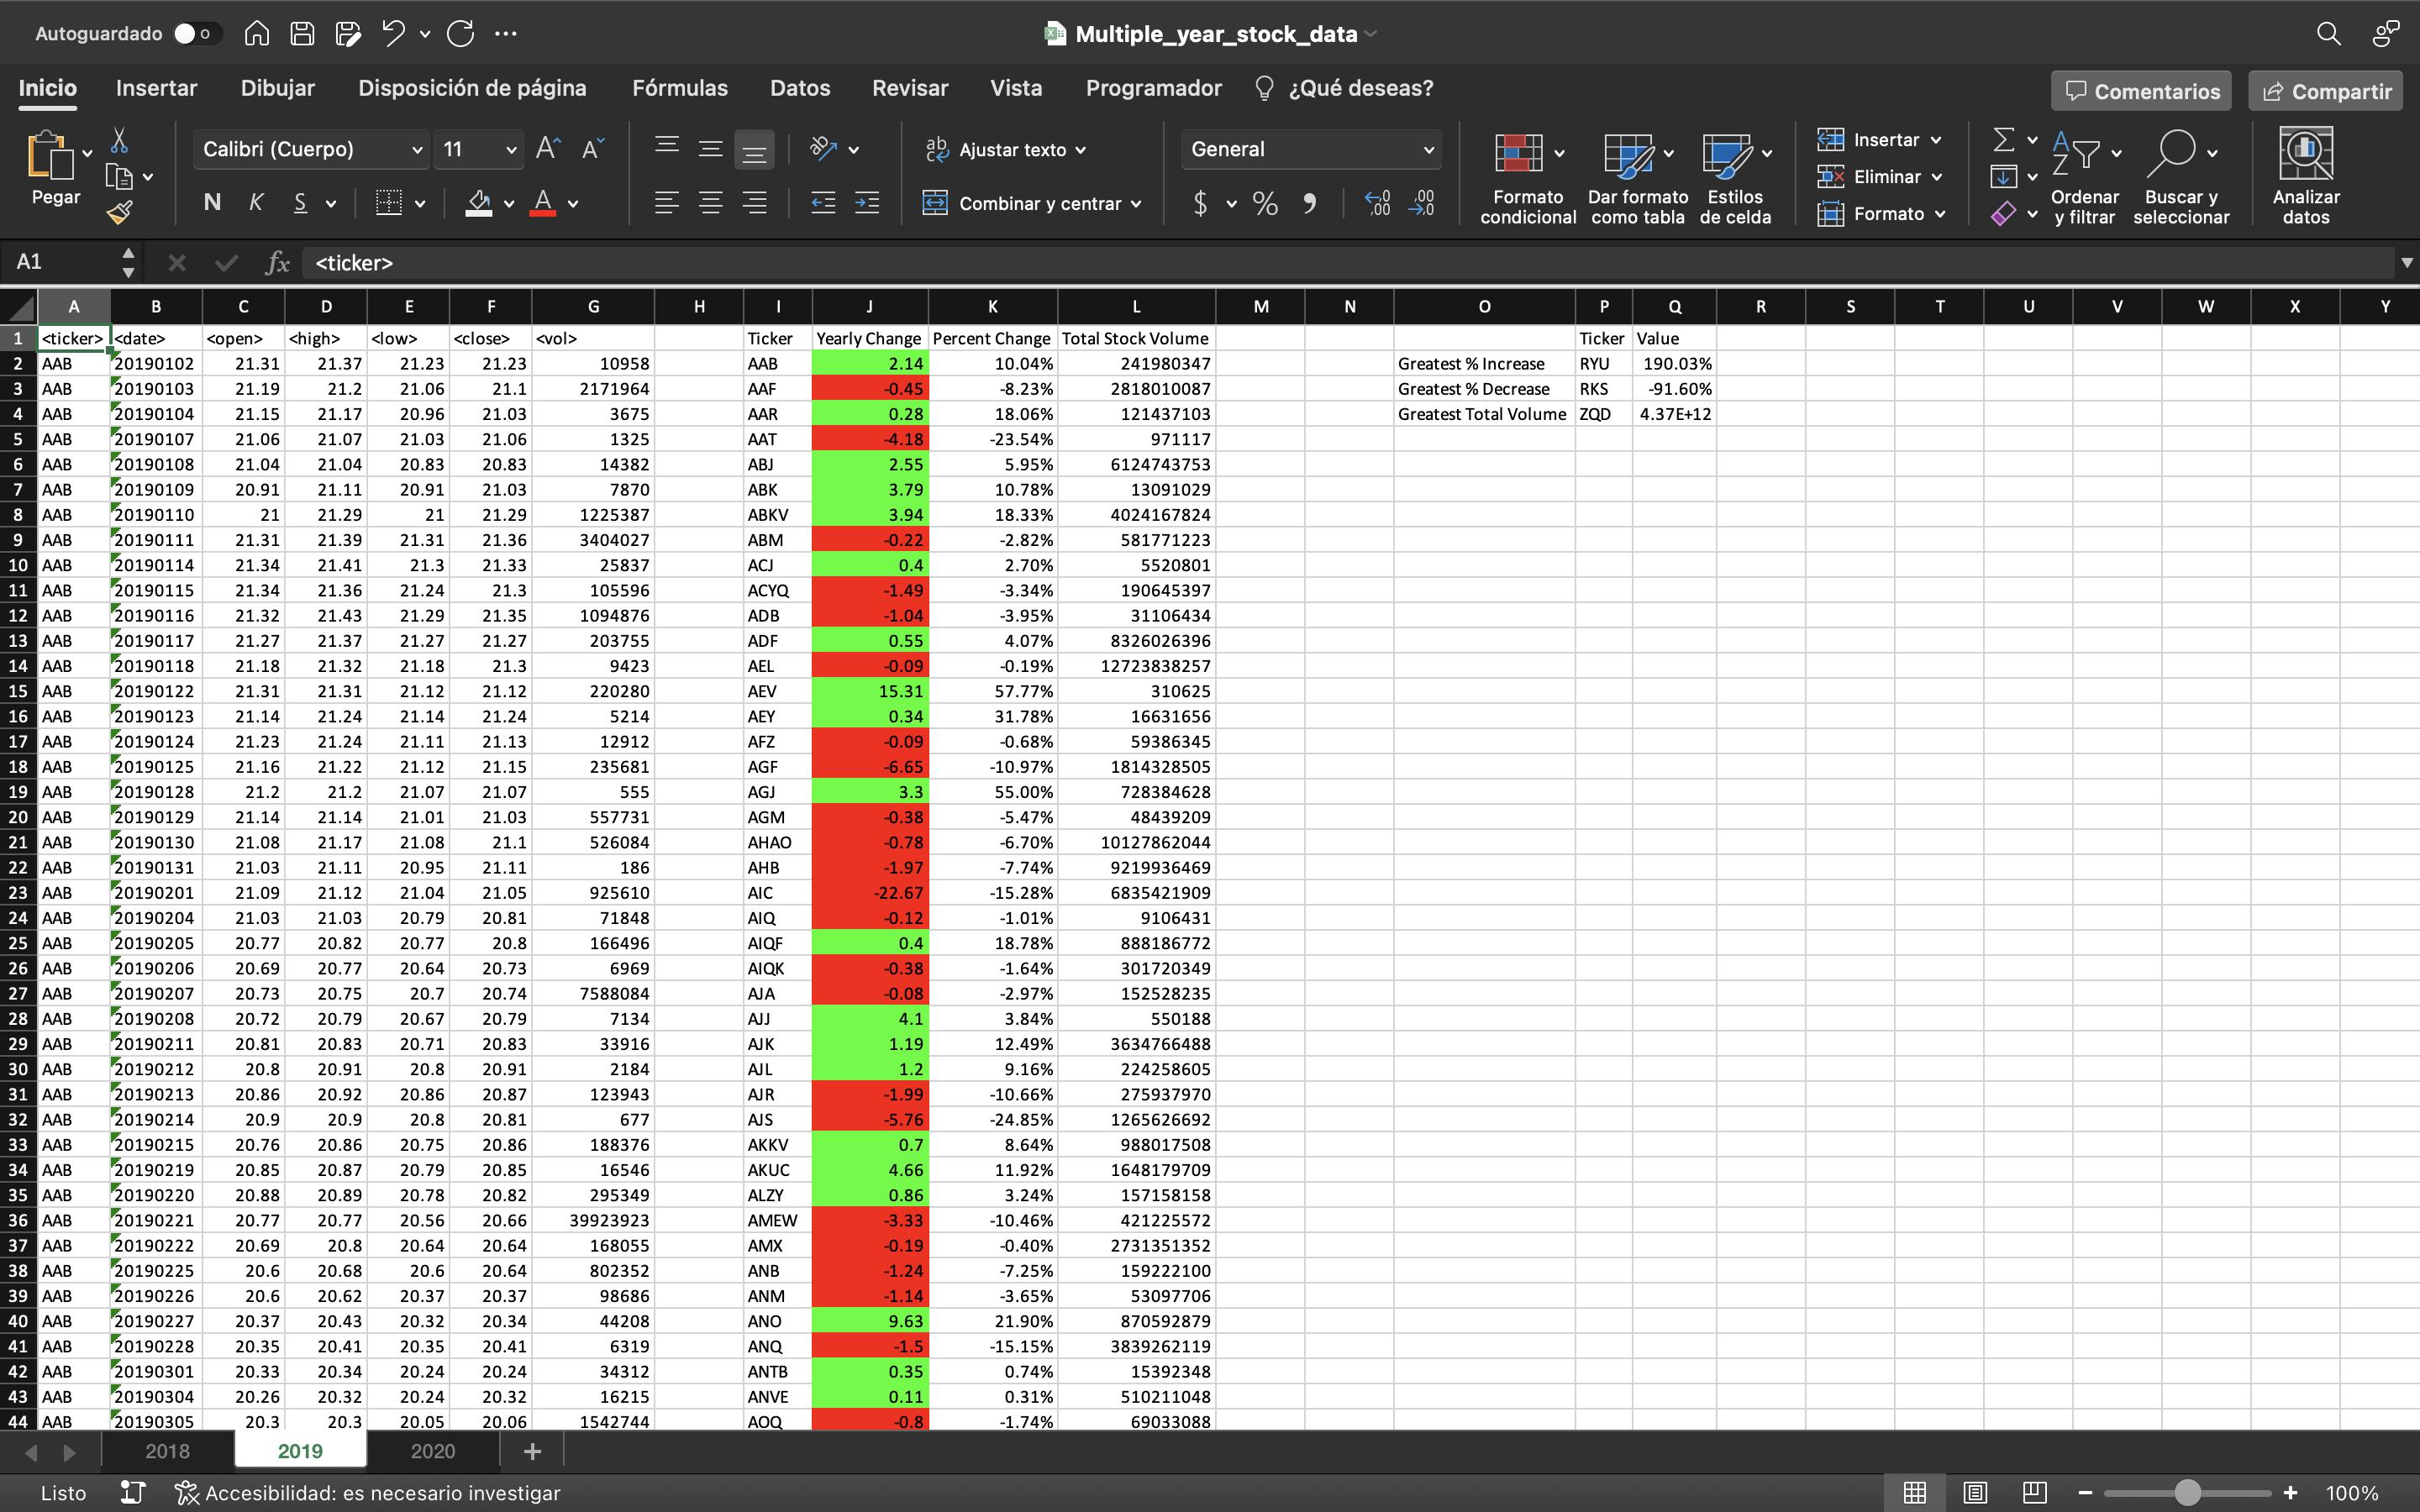 Autoguardado
Multiple_year_stock_data
Inicio Insertar Dibujar Disposición de página Fórmulas Datos Revisar Vista Programador ¿Qué deseas? Comentarios Compartir
Pegar Calibri (Cuerpo) 11 A A N K S A
ab Ajustar texto
Combinar y centrar
General
$ % ,00 ,00
Formato condicional
Dar formato como tabla
Estilos de celda
Insertar
Eliminar
Formato
Ordenar y filtrar
Buscar y seleccionar
Analizar datos
A1 fx <ticker>
A B C D E F G H I J K L M N O P Q R S T U V W X Y
1 <ticker> <date> <open> <high> <low> <close> <vol> Ticker Yearly Change Percent Change Total Stock Volume Ticker Value
2 AAB 20190102 21.31 21.37 21.23 21.23 10958 AAB 2.14 10.04% 241980347 Greatest % Increase RYU 190.03%
3 AAB 20190103 21.19 21.2 21.06 21.1 2171964 AAF -0.45 -8.23% 2818010087 Greatest % Decrease RKS -91.60%
4 AAB 20190104 21.15 21.17 20.96 21.03 3675 AAR 0.28 18.06% 121437103 Greatest Total Volume ZQD 4.37E+12
5 AAB 20190107 21.06 21.07 21.03 21.06 1325 AAT -4.18 -23.54% 971117
6 AAB 20190108 21.04 21.04 20.83 20.83 14382 ABJ 2.55 5.95% 6124743753
7 AAB 20190109 20.91 21.11 20.91 21.03 7870 ABK 3.79 10.78% 13091029
8 AAB 20190110 21 21.29 21 21.29 1225387 ABKV 3.94 18.33% 4024167824
9 AAB 20190111 21.31 21.39 21.31 21.36 3404027 ABM -0.22 -2.82% 581771223
10 AAB 20190114 21.34 21.41 21.3 21.33 25837 ACJ 0.4 2.70% 5520801
11 AAB 20190115 21.34 21.36 21.24 21.3 105596 ACYQ -1.49 -3.34% 190645397
12 AAB 20190116 21.32 21.43 21.29 21.35 1094876 ADB -1.04 -3.95% 31106434
13 AAB 20190117 21.27 21.37 21.27 21.27 203755 ADF 0.55 4.07% 8326026396
14 AAB 20190118 21.18 21.32 21.18 21.3 9423 AEL -0.09 -0.19% 12723838257
15 AAB 20190122 21.31 21.31 21.12 21.12 220280 AEV 15.31 57.77% 310625
16 AAB 20190123 21.14 21.24 21.14 21.24 5214 AEY 0.34 31.78% 16631656
17 AAB 20190124 21.23 21.24 21.11 21.13 12912 AFZ -0.09 -0.68% 59386345
18 AAB 20190125 21.16 21.22 21.12 21.15 235681 AGF -6.65 -10.97% 1814328505
19 AAB 20190128 21.2 21.2 21.07 21.07 555 AGJ 3.3 55.00% 728384628
20 AAB 20190129 21.14 21.14 21.01 21.03 557731 AGM -0.38 -5.47% 48439209
21 AAB 20190130 21.08 21.17 21.08 21.1 526084 AHAO -0.78 -6.70% 10127862044
22 AAB 20190131 21.03 21.11 20.95 21.11 186 AHB -1.97 -7.74% 9219936469
23 AAB 20190201 21.09 21.12 21.04 21.05 925610 AIC -22.67 -15.28% 6835421909
24 AAB 20190204 21.03 21.03 20.79 20.81 71848 AIQ -0.12 -1.01% 9106431
25 AAB 20190205 20.77 20.82 20.77 20.8 166496 AIQF 0.4 18.78% 888186772
26 AAB 20190206 20.69 20.77 20.64 20.73 6969 AIQK -0.38 -1.64% 301720349
27 AAB 20190207 20.73 20.75 20.7 20.74 7588084 AJA -0.08 -2.97% 152528235
28 AAB 20190208 20.72 20.79 20.67 20.79 7134 AJJ 4.1 3.84% 550188
29 AAB 20190211 20.81 20.83 20.71 20.83 33916 AJK 1.19 12.49% 3634766488
30 AAB 20190212 20.8 20.91 20.8 20.91 2184 AJL 1.2 9.16% 224258605
31 AAB 20190213 20.86 20.92 20.86 20.87 123943 AJR -1.99 -10.66% 275937970
32 AAB 20190214 20.9 20.9 20.8 20.81 677 AJS -5.76 -24.85% 1265626692
33 AAB 20190215 20.76 20.86 20.75 20.86 188376 AKKV 0.7 8.64% 988017508
34 AAB 20190219 20.85 20.87 20.79 20.85 16546 AKUC 4.66 11.92% 1648179709
35 AAB 20190220 20.88 20.89 20.78 20.82 295349 ALZY 0.86 3.24% 157158158
36 AAB 20190221 20.77 20.77 20.56 20.66 39923923 AMEW -3.33 -10.46% 421225572
37 AAB 20190222 20.69 20.8 20.64 20.64 168055 AMX -0.19 -0.40% 2731351352
38 AAB 20190225 20.6 20.68 20.6 20.64 802352 ANB -1.24 -7.25% 159222100
39 AAB 20190226 20.6 20.62 20.37 20.37 98686 ANM -1.14 -3.65% 53097706
40 AAB 20190227 20.37 20.43 20.32 20.34 44208 ANO 9.63 21.90% 870592879
41 AAB 20190228 20.35 20.41 20.35 20.41 6319 ANQ -1.5 -15.15% 3839262119
42 AAB 20190301 20.33 20.34 20.24 20.24 34312 ANTB 0.35 0.74% 15392348
43 AAB 20190304 20.26 20.32 20.24 20.32 16215 ANVE 0.11 0.31% 510211048
44 AAB 20190305 20.3 20.3 20.05 20.06 1542744 AOQ -0.8 -1.74% 69033088
2018 2019 2020 +
Listo Accesibilidad: es necesario investigar 100%